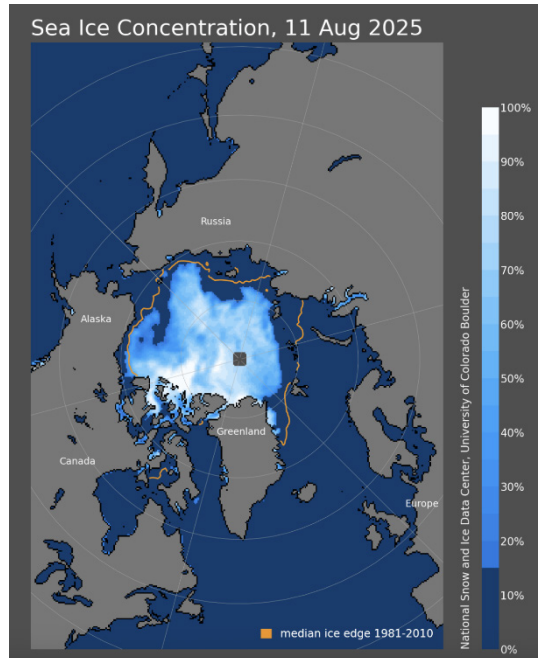 Sea Ice Concentration, 11 Aug 2025
Russia
Alaska
Greenland
Canada
Europe
median ice edge 1981-2010
100%
90%
80%
70%
60%
50%
40%
30%
20%
10%
0%
National Snow and Ice Data Center, University of Colorado Boulder